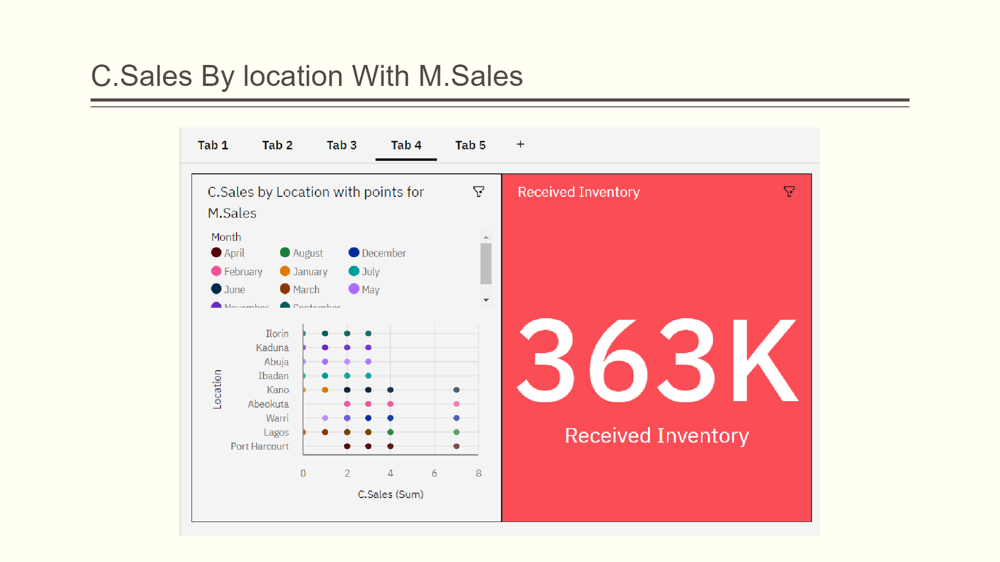 C.Sales By location With M.Sales
Tab 1 Tab 2 Tab 3 Tab 4 Tab 5 +
C.Sales by Location with points for
M.Sales
Month
April August December
February January July
June March May
November September
Ilorin
Kaduna
Abuja
Ibadan
Kano
Abeokuta
Warri
Lagos
Port Harcourt
Location
0 2 4 6 8
C.Sales (Sum)
Received Inventory
363K
Received Inventory